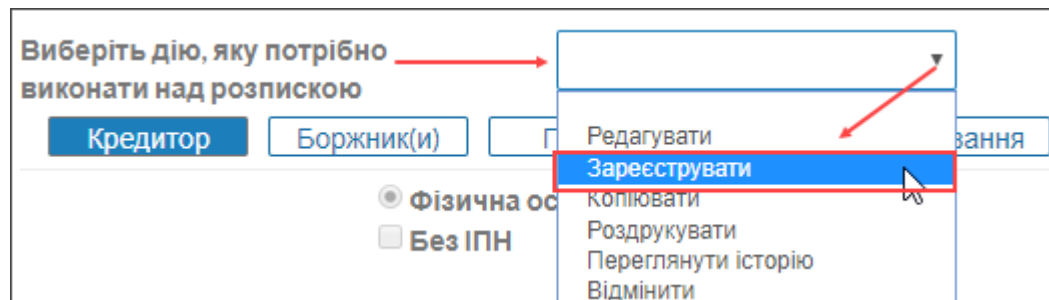 Виберіть дію, яку потрібно
виконати над розпискою
Кредитор Боржник(и) П
Редагувати
Зареєструвати
Копіювати
Роздрукувати
Переглянути історію
Відмінити
вання
Фізична ос
Без ІПН